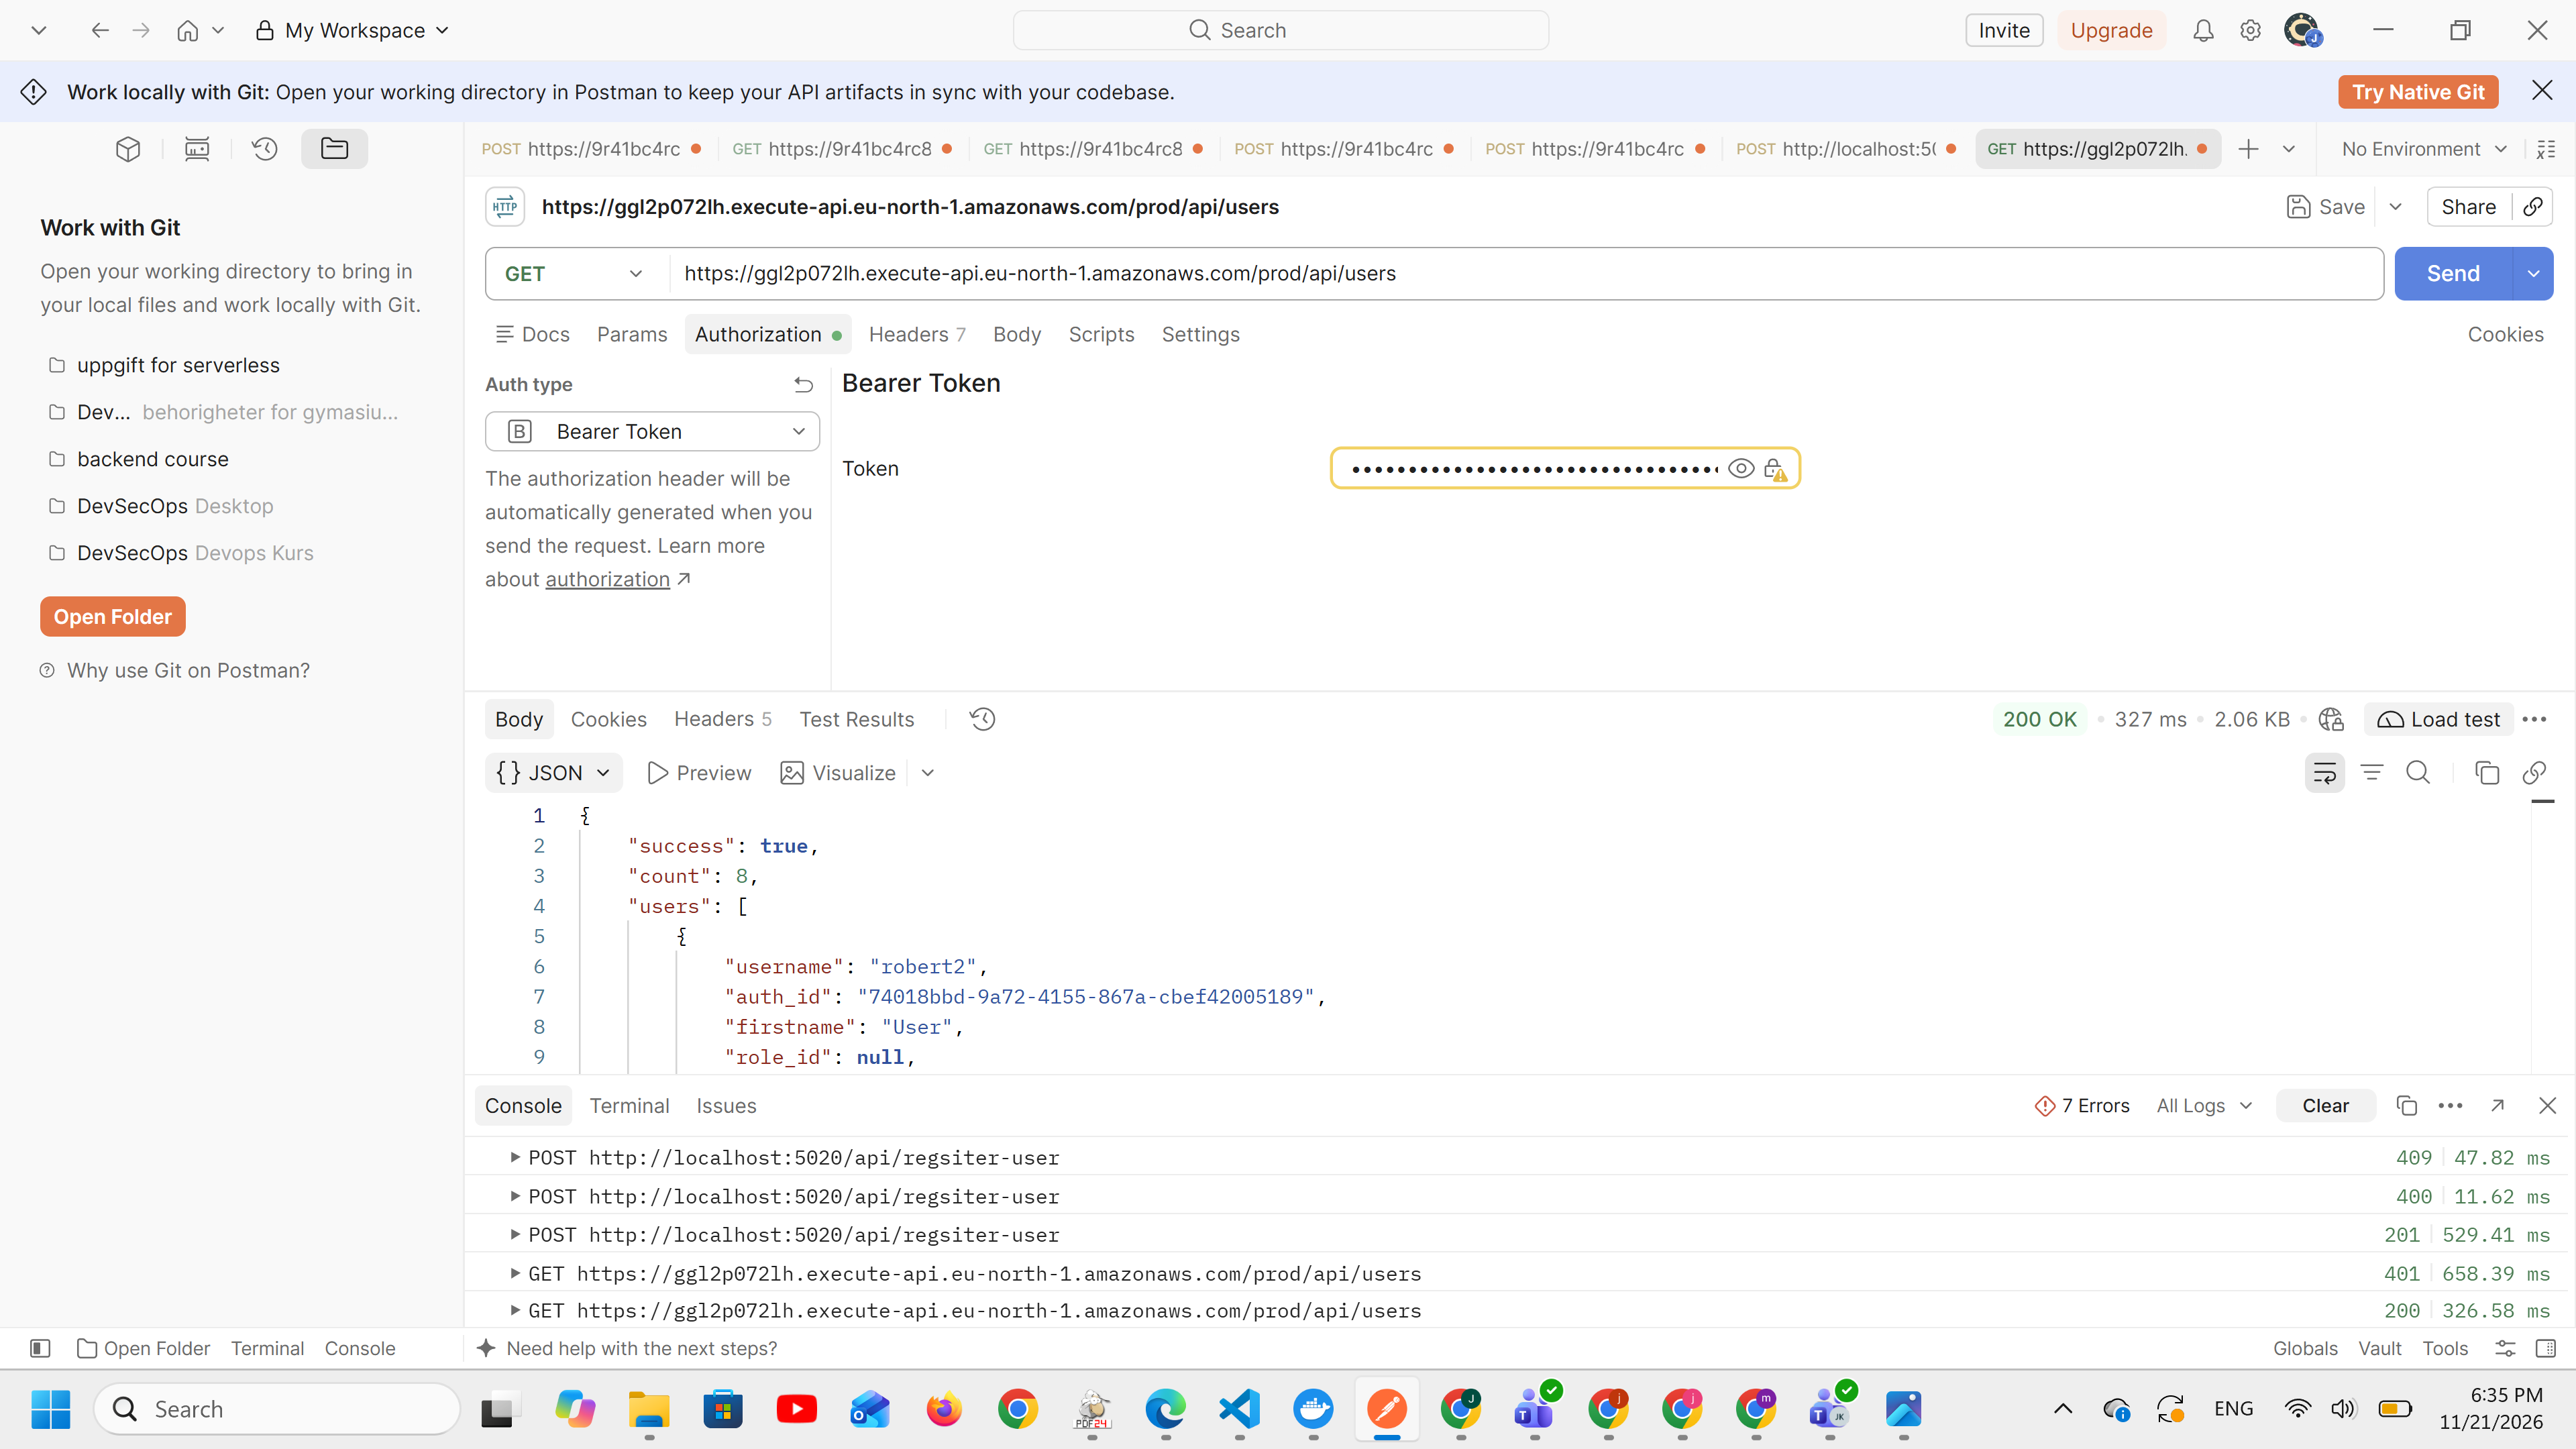 My Workspace
Search
Invite
Upgrade
Work locally with Git: Open your working directory in Postman to keep your API artifacts in sync with your codebase.
Try Native Git
POST https://9r41bc4rc
GET https://9r41bc4rc8
GET https://9r41bc4rc8
POST https://9r41bc4rc
POST https://9r41bc4rc
POST http://localhost:50
GET https://ggl2p072lh.
No Environment
Work with Git
Open your working directory to bring in
your local files and work locally with Git.
uppgift for serverless
Dev... behorigheter for gymasiu...
backend course
DevSecOps Desktop
DevSecOps Devops Kurs
Open Folder
Why use Git on Postman?
HTTP
https://ggl2p072lh.execute-api.eu-north-1.amazonaws.com/prod/api/users
Save
Share
GET
https://ggl2p072lh.execute-api.eu-north-1.amazonaws.com/prod/api/users
Send
Docs
Params
Authorization
Headers 7
Body
Scripts
Settings
Cookies
Auth type
B
Bearer Token
The authorization header will be
automatically generated when you
send the request. Learn more
about authorization
Bearer Token
Token
Body
Cookies
Headers 5
Test Results
200 OK
327 ms
2.06 KB
Load test
{} JSON
Preview
Visualize
1 {
2 "success": true,
3 "count": 8,
4 "users": [
5 {
6 "username": "robert2",
7 "auth_id": "74018bbd-9a72-4155-867a-cbef42005189",
8 "firstname": "User",
9 "role_id": null,
Console
Terminal
Issues
7 Errors
All Logs
Clear
POST http://localhost:5020/api/regsiter-user 409 47.82 ms
POST http://localhost:5020/api/regsiter-user 400 11.62 ms
POST http://localhost:5020/api/regsiter-user 201 529.41 ms
GET https://ggl2p072lh.execute-api.eu-north-1.amazonaws.com/prod/api/users 401 658.39 ms
GET https://ggl2p072lh.execute-api.eu-north-1.amazonaws.com/prod/api/users 200 326.58 ms
Open Folder
Terminal
Console
Need help with the next steps?
Globals
Vault
Tools
Search
PDF24
ENG
6:35 PM
11/21/2026